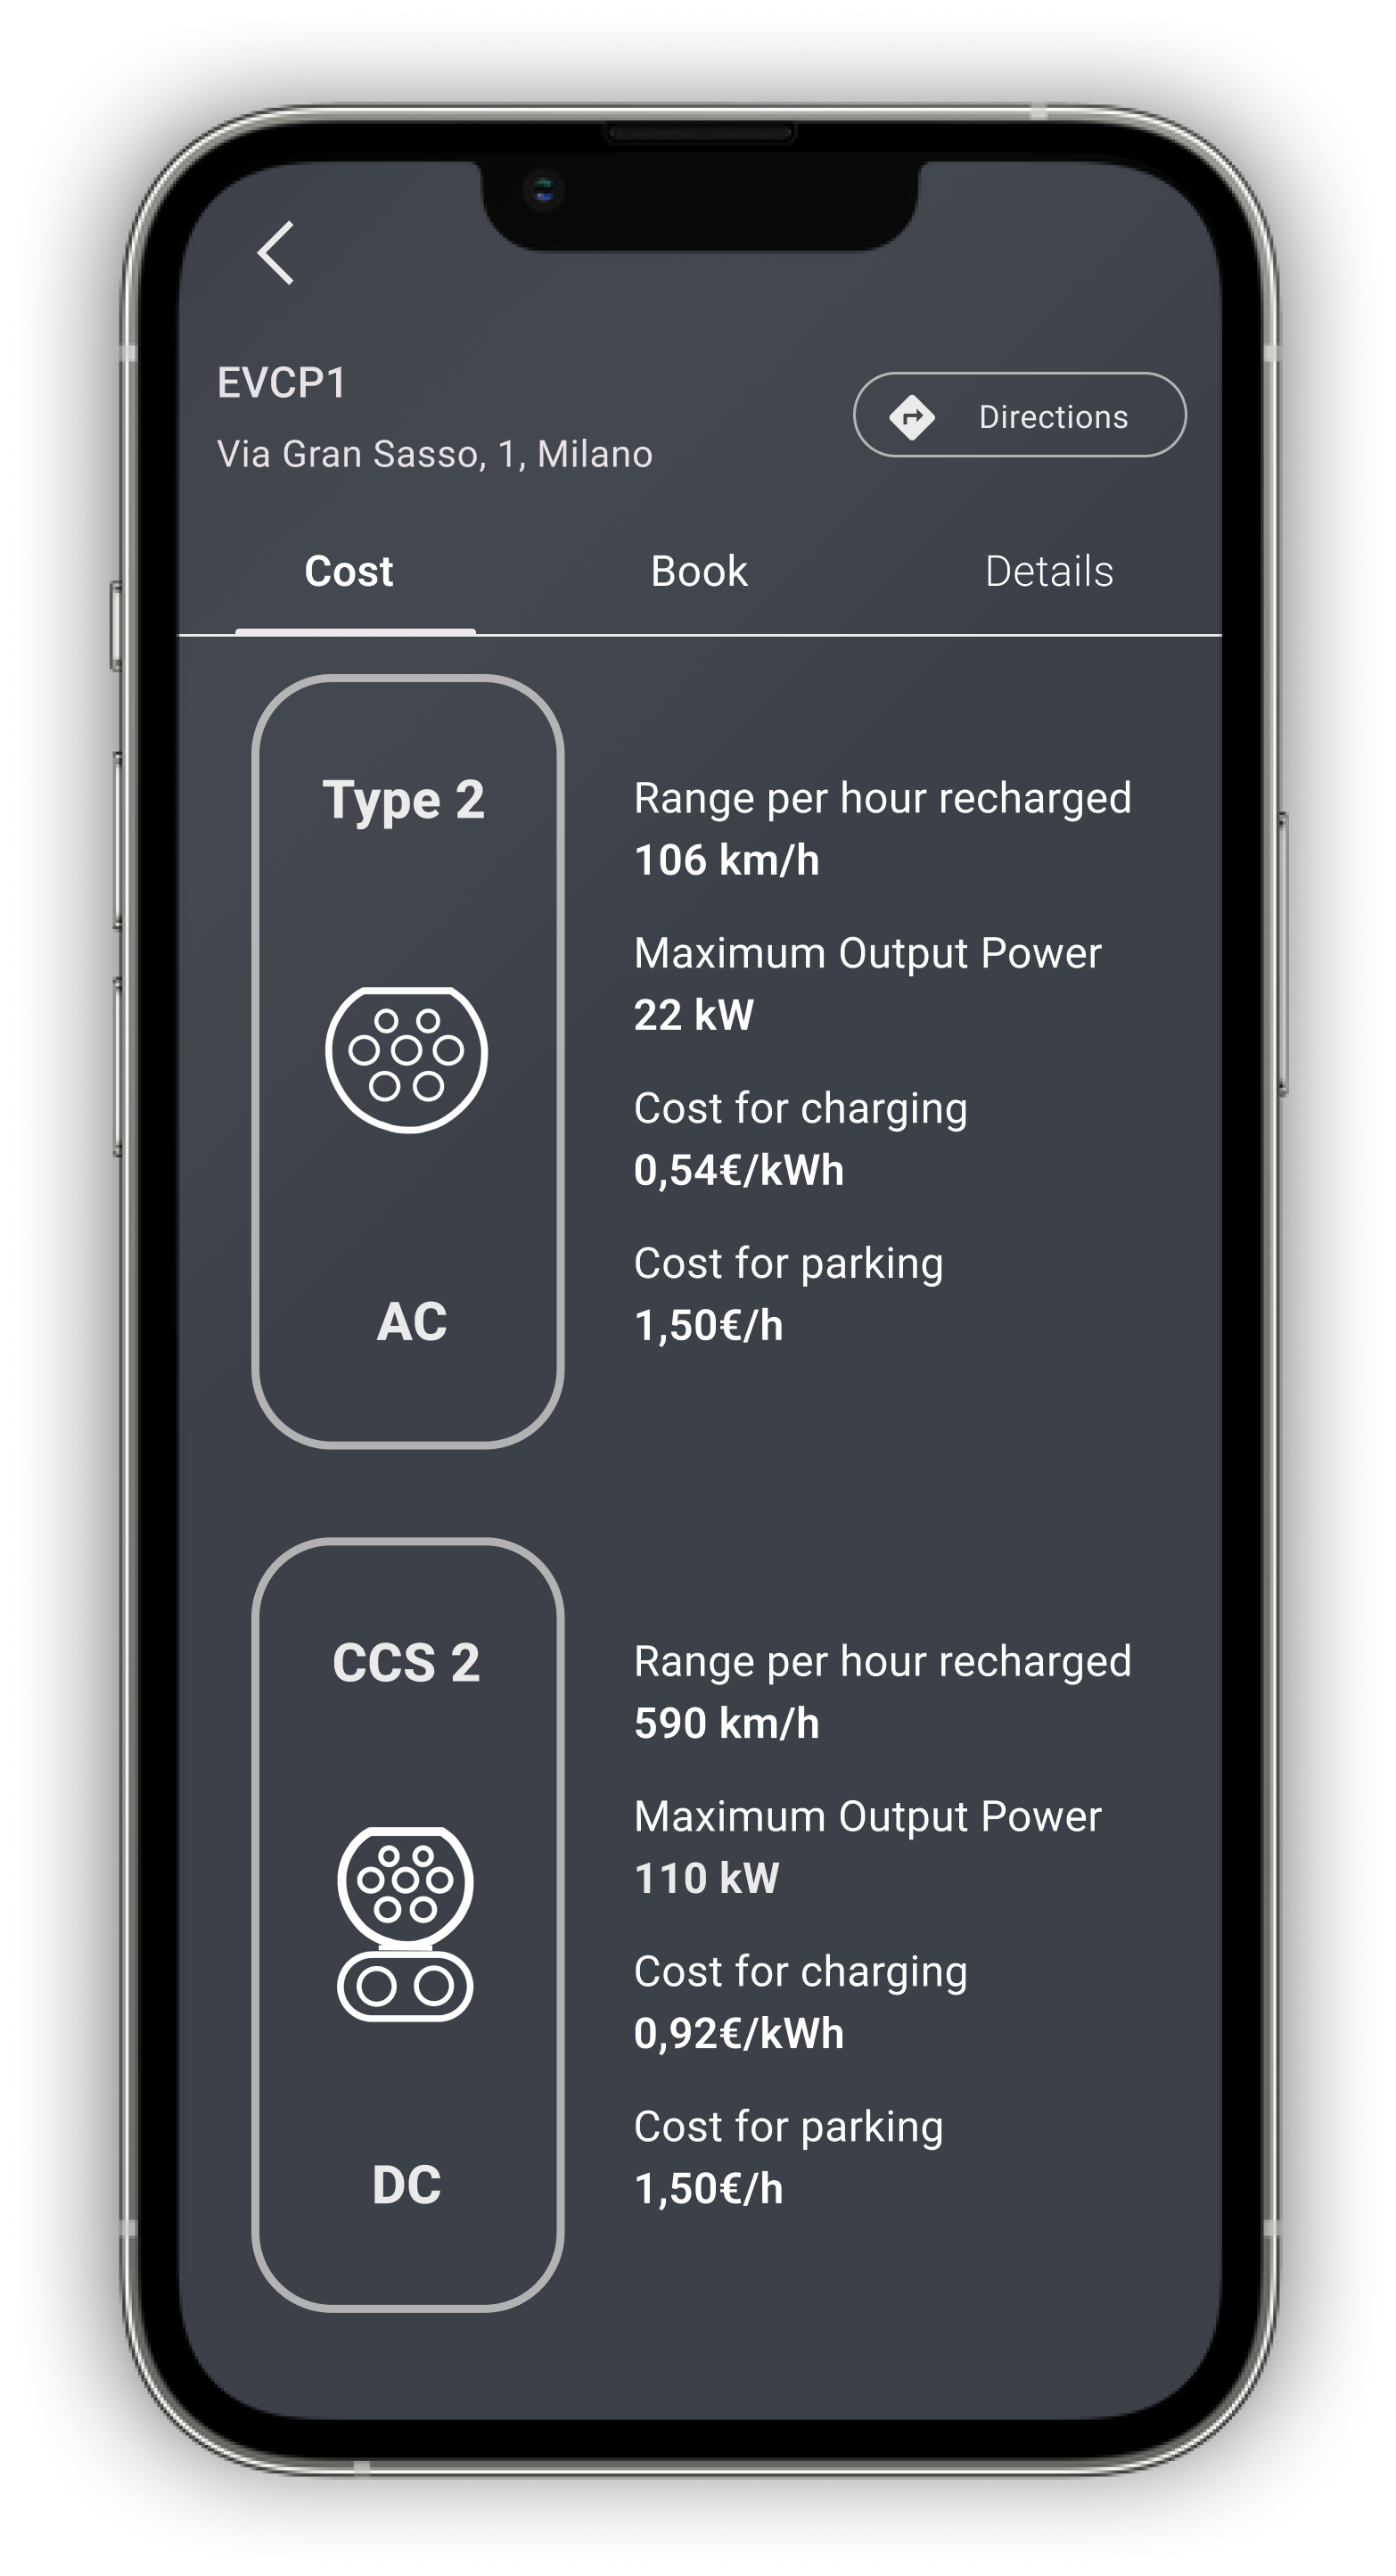 EVCP1
Via Gran Sasso, 1, Milano
Directions
Cost
Book
Details
Type 2
AC
Range per hour recharged
106 km/h
Maximum Output Power
22 kW
Cost for charging
0,54€/kWh
Cost for parking
1,50€/h
CCS 2
DC
Range per hour recharged
590 km/h
Maximum Output Power
110 kW
Cost for charging
0,92€/kWh
Cost for parking
1,50€/h